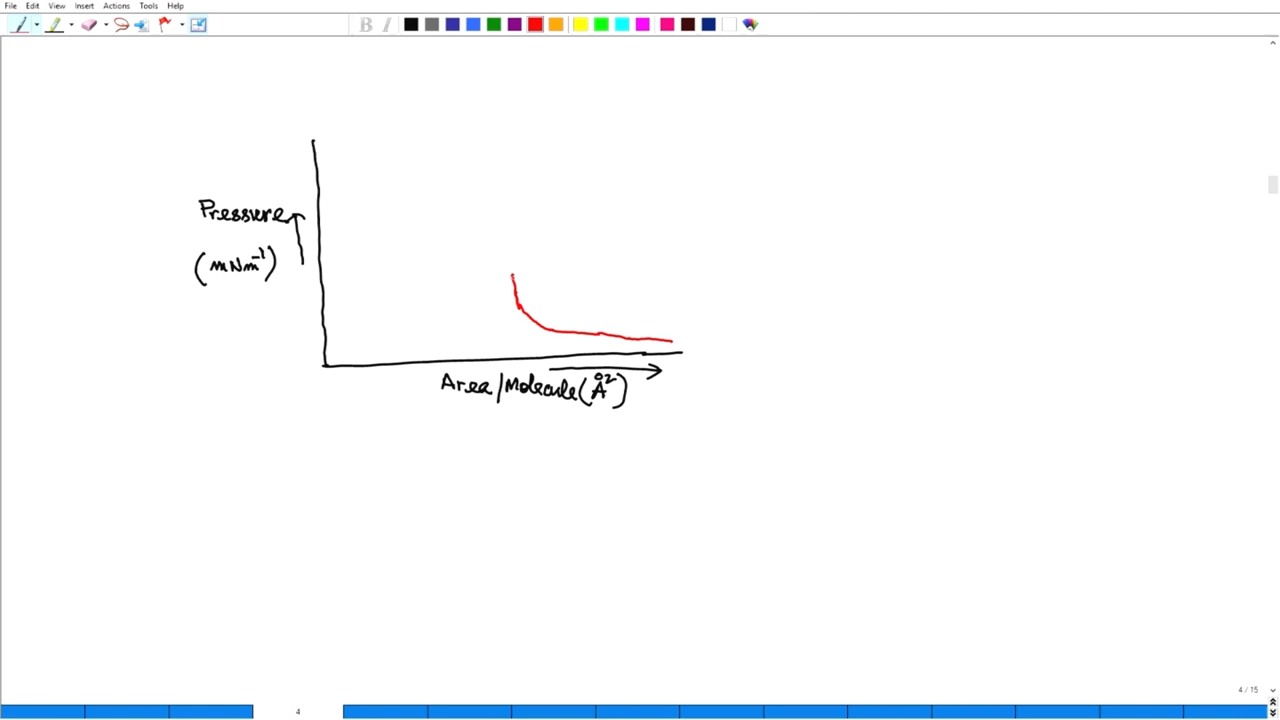 File Edit View Insert Actions Tools Help
B I
Pressure
(mNm⁻¹)
Area/Molecule(Å²)
4 / 15
4